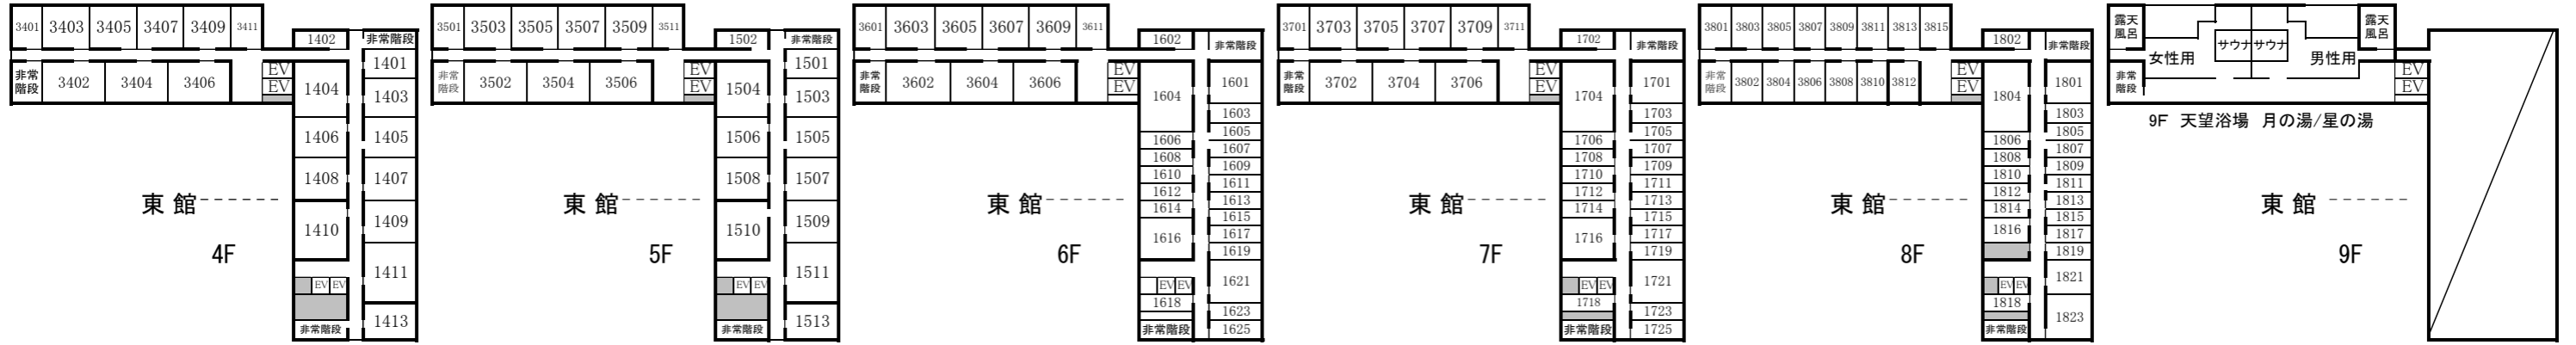 3401 3403 3405 3407 3409 3411
1402 非常階段
非常階段 3402 3404 3406 EV EV
1401
1404 1403
1406 1405
1408 1407
1410 1409
1411
EV EV
非常階段 1413
東館
4F
3501 3503 3505 3507 3509 3511
1502 非常階段
非常階段 3502 3504 3506 EV EV
1501
1504 1503
1506 1505
1508 1507
1510 1509
1511
EV EV
非常階段 1513
東館
5F
3601 3603 3605 3607 3609 3611
1602 非常階段
非常階段 3602 3604 3606 EV EV
1601
1604 1603
1605
1606 1607
1608 1609
1610 1611
1612 1613
1614 1615
1616 1617
1619
EV EV 1621
1618 1623
非常階段 1625
東館
6F
3701 3703 3705 3707 3709 3711
1702 非常階段
非常階段 3702 3704 3706 EV EV
1701
1704 1703
1705
1706 1707
1708 1709
1710 1711
1712 1713
1714 1715
1716 1717
1719
EV EV 1721
1718 1723
非常階段 1725
東館
7F
3801 3803 3805 3807 3809 3811 3813 3815
1802 非常階段
非常階段 3802 3804 3806 3808 3810 3812 EV EV
1801
1804 1803
1805
1806 1807
1808 1809
1810 1811
1812 1813
1814 1815
1816 1817
1819
EV EV 1821
1818 1823
非常階段
東館
8F
露天風呂 サウナ サウナ 露天風呂
女性用 男性用
非常階段 EV EV
9F 天望浴場 月の湯/星の湯
東館
9F